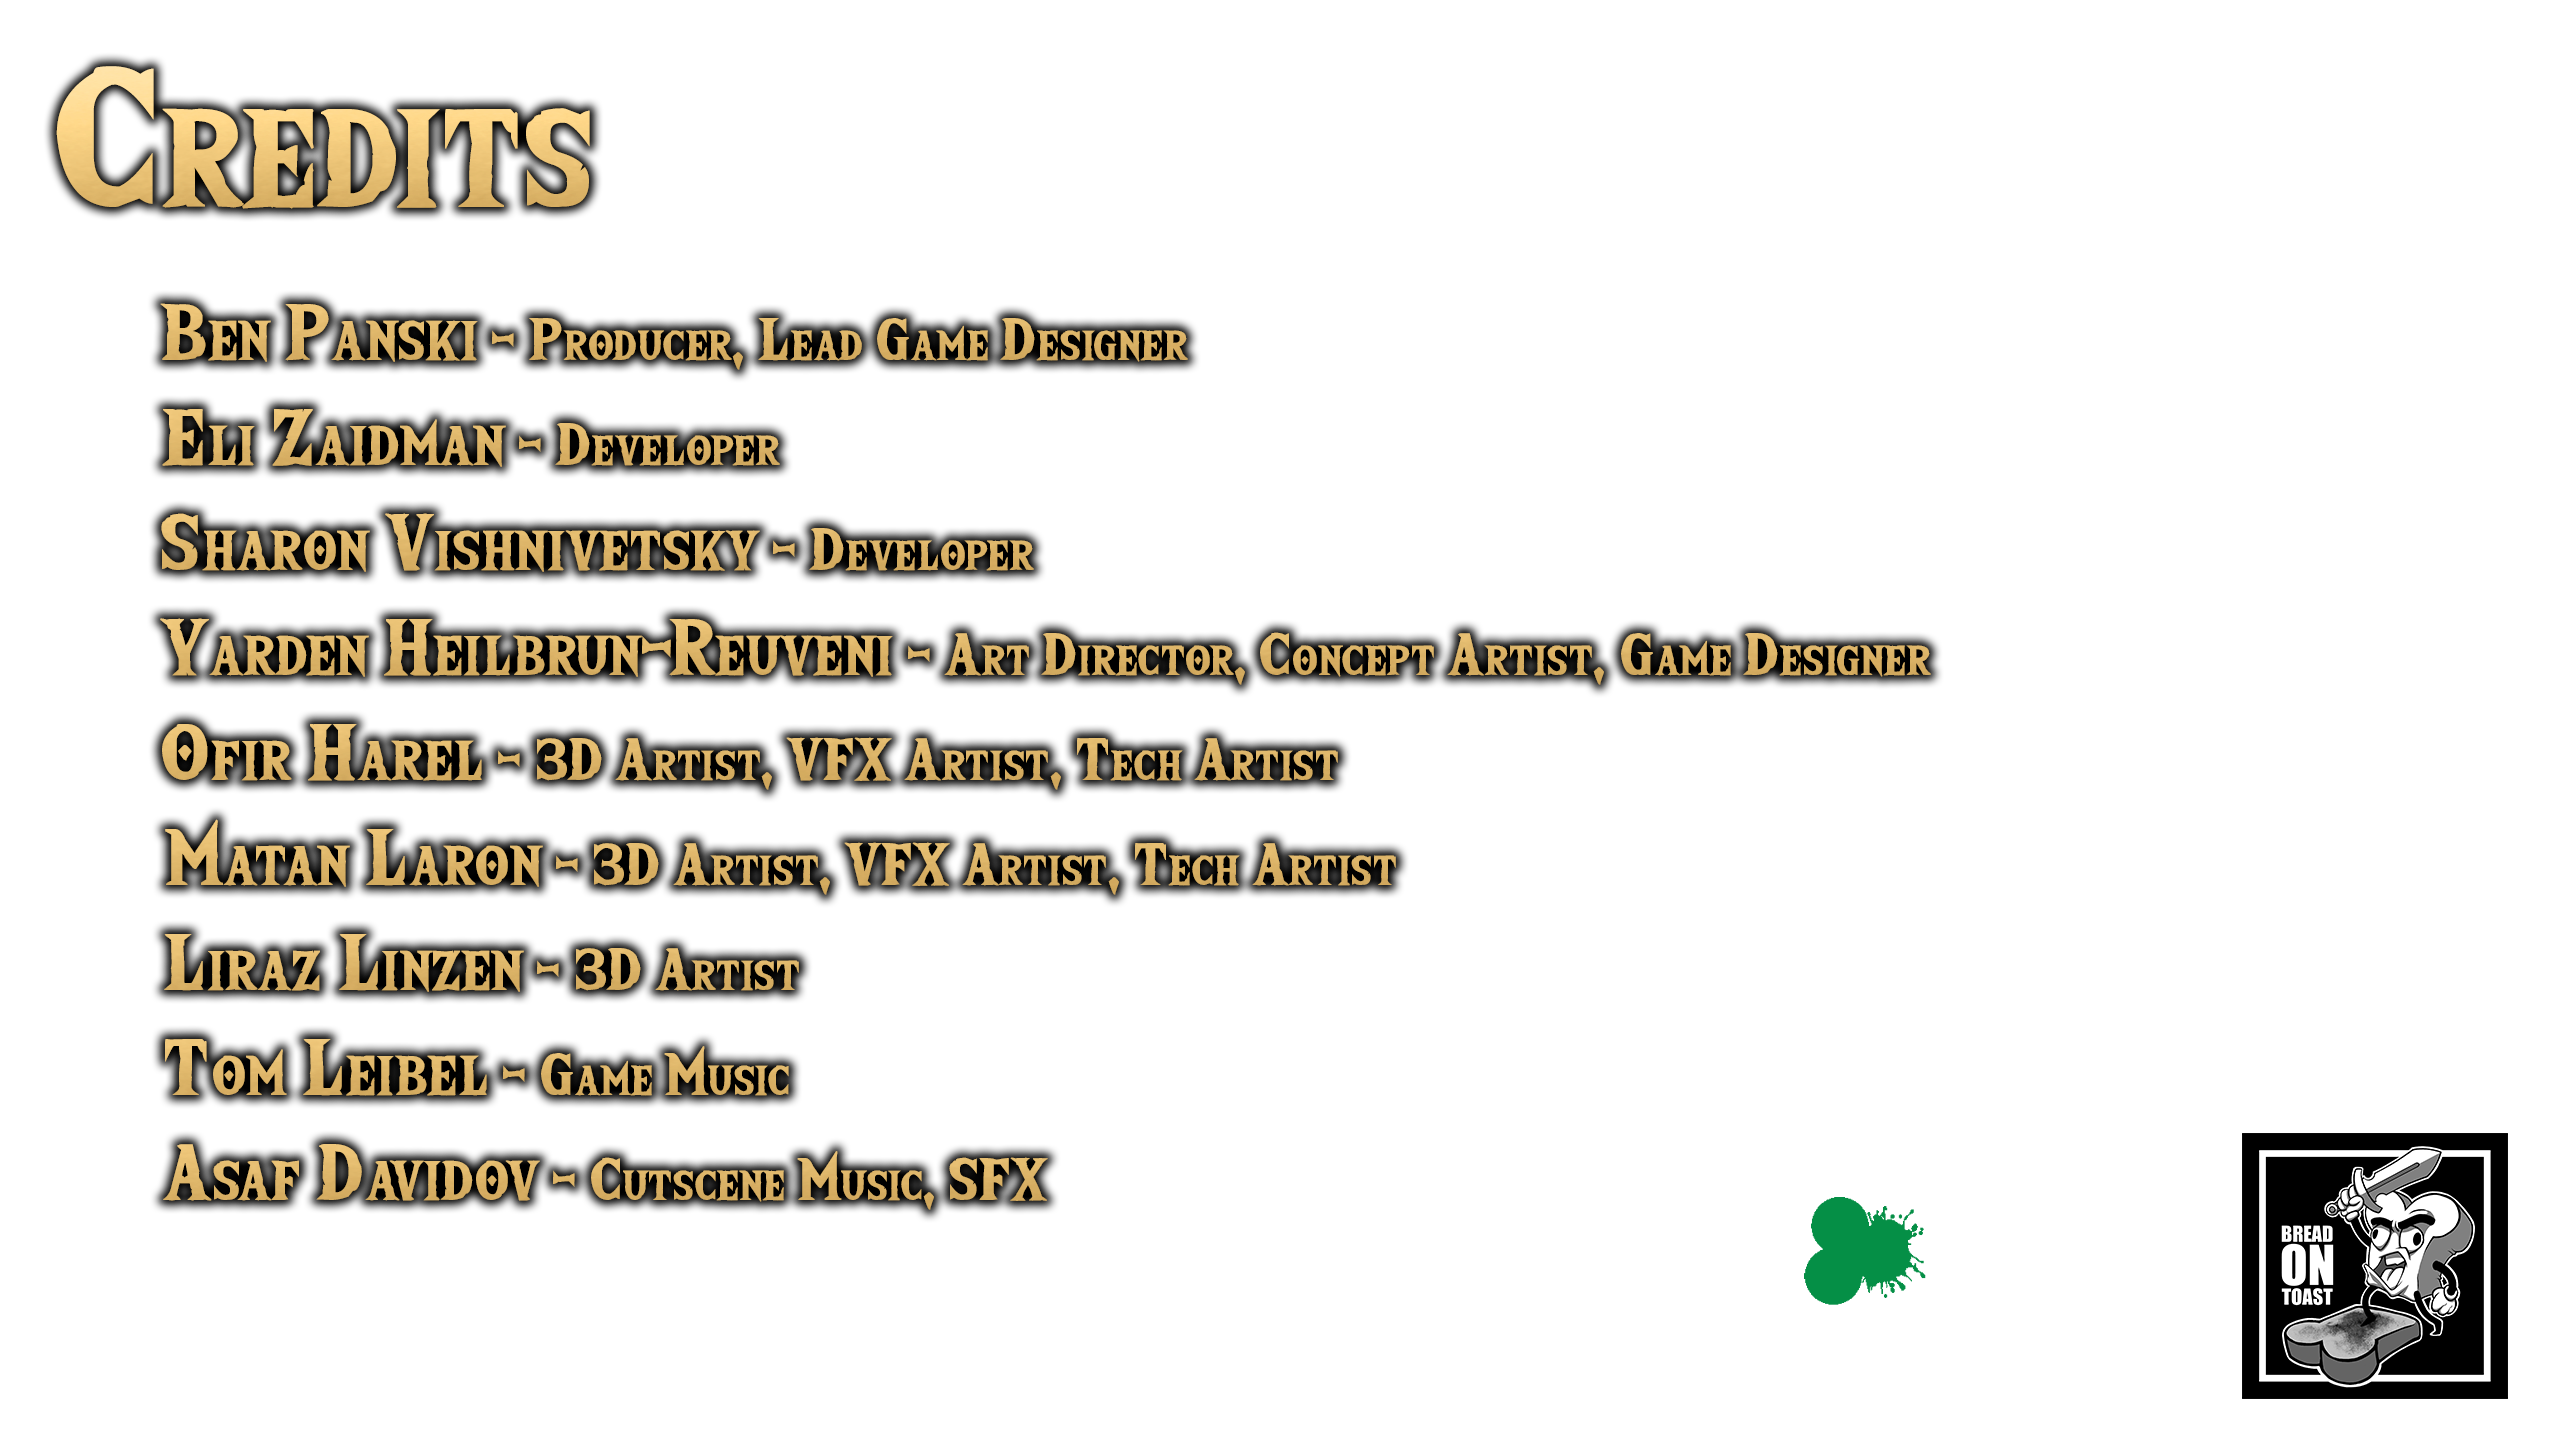 Credits
Ben Panski - Producer, Lead Game Designer
Eli Zaidman - Developer
Sharon Vishnivetsky - Developer
Yarden Heilbrun-Reuveni - Art Director, Concept Artist, Game Designer
Ofir Harel - 3D Artist, VFX Artist, Tech Artist
Matan Laron - 3D Artist, VFX Artist, Tech Artist
Liraz Linzen - 3D Artist
Tom Leibel - Game Music
Asaf Davidov - Cutscene Music, SFX
BREAD
ON
TOAST